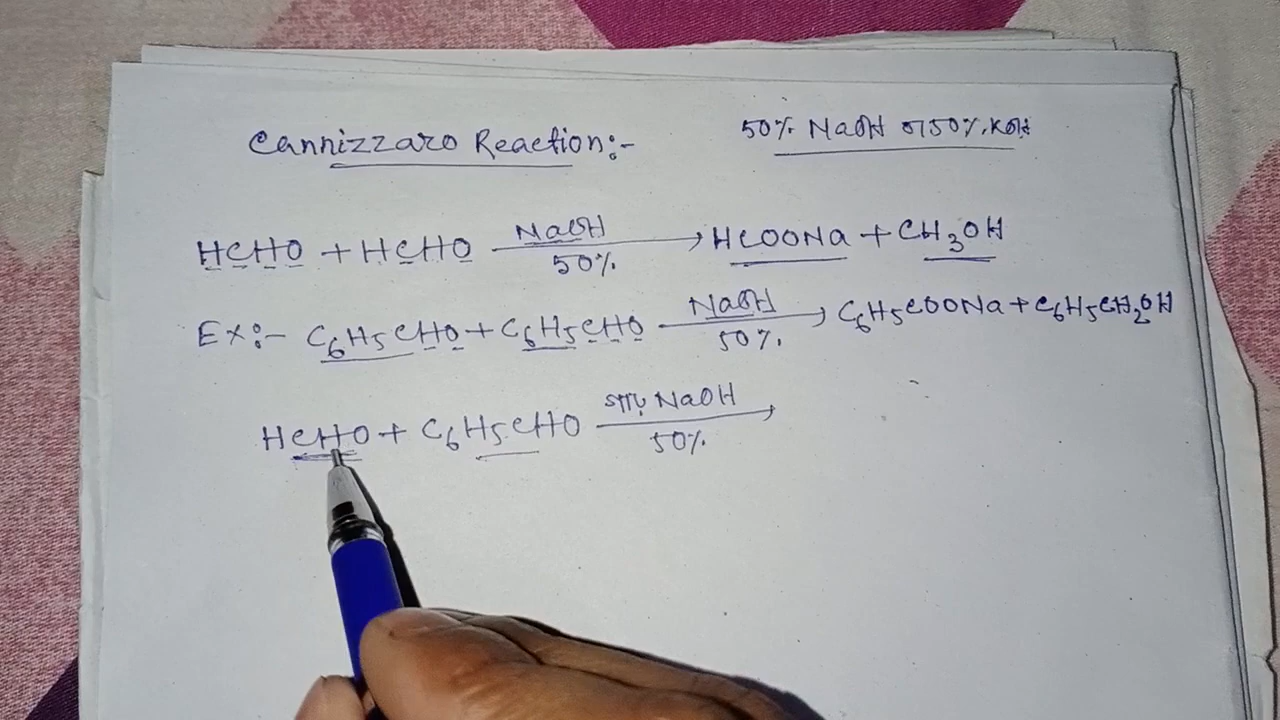 Cannizzaro Reaction:-
50% NaOH বা 50% KOH
HCHO + HCHO NaOH 50% → HCOONa + CH3OH
Ex:- C6H5CHO + C6H5CHO NaOH 50% → C6H5COONa + C6H5CH2OH
HCHO + C6H5CHO গাঢ় NaOH 50% →